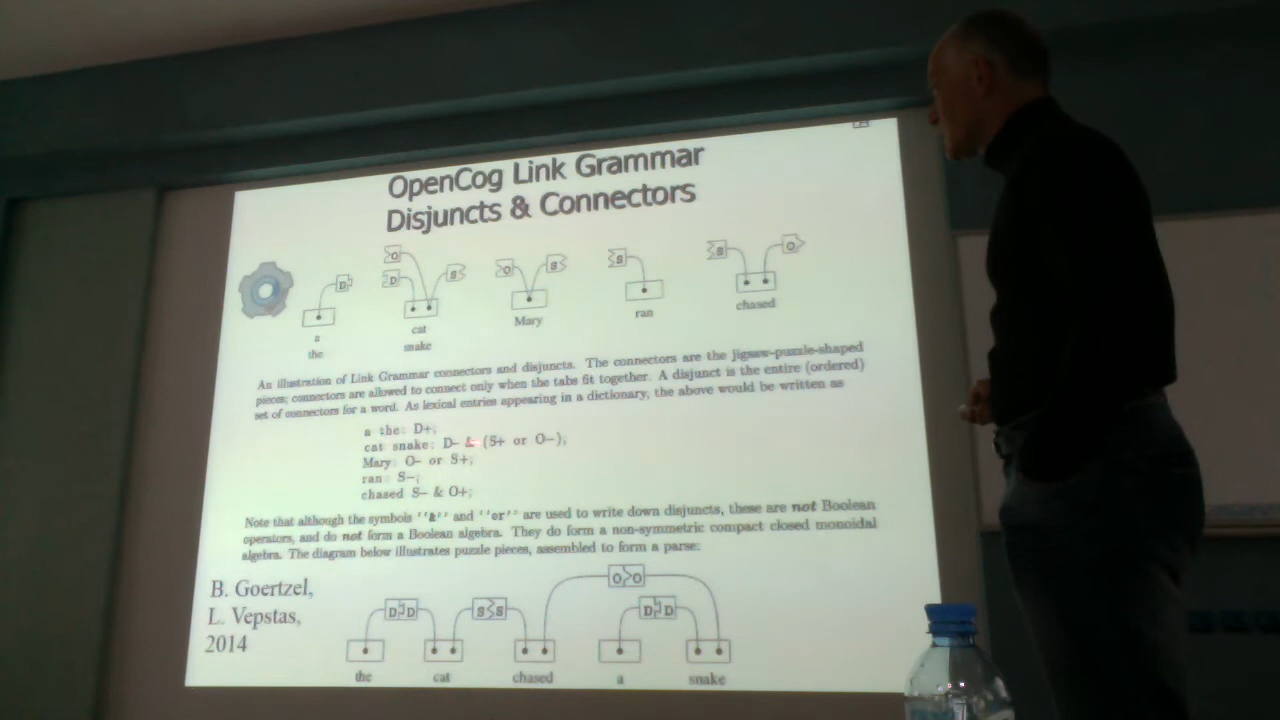 OpenCog Link Grammar
Disjuncts & Connectors
D
O
D
S
O
S
S
S
O
a
the
cat
snake
Mary
ran
chased
An illustration of Link Grammar connectors and disjuncts. The connectors are the jigsaw-puzzle-shaped
pieces; connectors are allowed to connect only when the tabs fit together. A disjunct is the entire (ordered)
set of connectors for a word. As lexical entries appearing in a dictionary, the above would be written as
a the: D+;
cat snake: D- & (S+ or O-);
Mary: O- or S+;
ran: S-;
chased S- & O+;
Note that although the symbols ''&'' and ''or'' are used to write down disjuncts, these are not Boolean
operators, and do not form a Boolean algebra. They do form a non-symmetric compact closed monoidal
algebra. The diagram below illustrates puzzle pieces, assembled to form a parse:
B. Goertzel,
L. Vepstas,
2014
D D
S S
O O
D D
the cat chased a snake